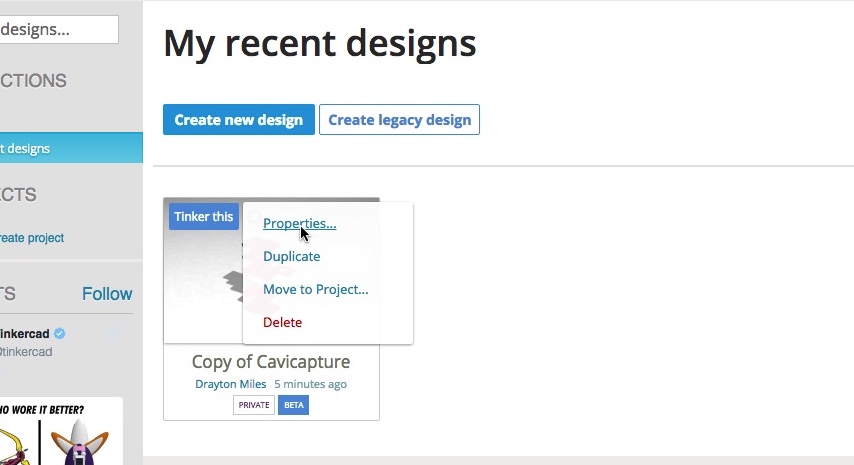 designs...
My recent designs
CTIONS
Create new design
Create legacy design
t designs
ECTS
reate project
TS
Follow
inkercad
@tinkercad
HO WORE IT BETTER?
Tinker this
Properties...
Duplicate
Move to Project...
Delete
Copy of Cavicapture
Drayton Miles 5 minutes ago
PRIVATE BETA